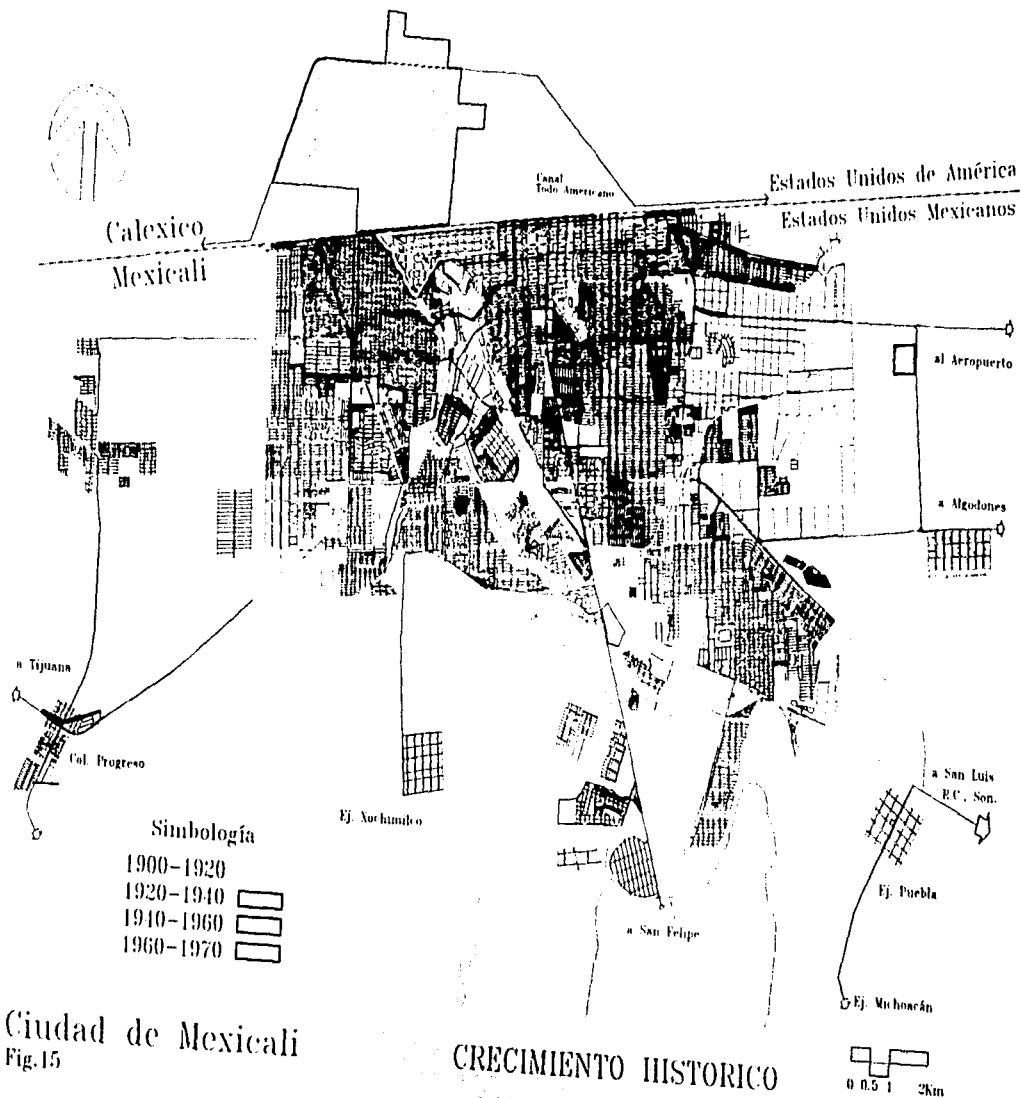 Canal
Todo Americano
Estados Unidos de América
Estados Unidos Mexicanos
Calexico
Mexicali
al Aeropuerto
a Algodones
a Tijuana
Col. Progreso
Ej. Xochimilco
a San Luis
R.C., Son.
Ej. Puebla
a San Felipe
Ej. Michoacán
Simbología
1900-1920
1920-1940
1940-1960
1960-1970
Ciudad de Mexicali
Fig.15
CRECIMIENTO HISTORICO
0 0.5 1 2Km